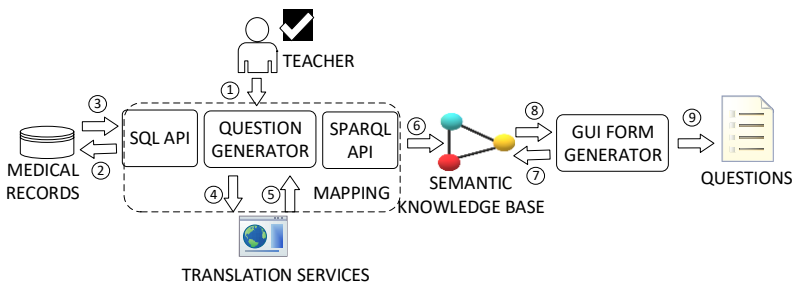 TEACHER
①
③
SQL API
QUESTION
GENERATOR
SPARQL
API
⑥
⑧
GUI FORM
GENERATOR
⑨
②
MEDICAL
RECORDS
④
⑤
MAPPING
SEMANTIC
KNOWLEDGE BASE
⑦
QUESTIONS
TRANSLATION SERVICES